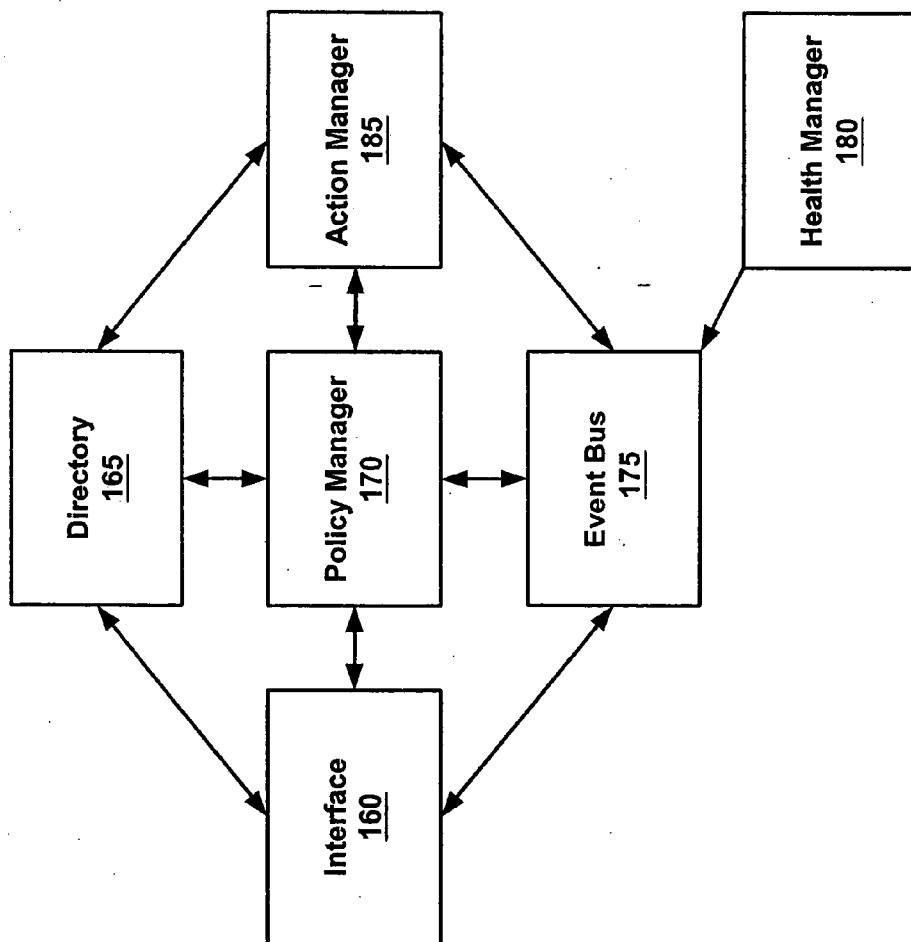 Directory
165
Interface
160
Policy Manager
170
Action Manager
185
Event Bus
175
Health Manager
180